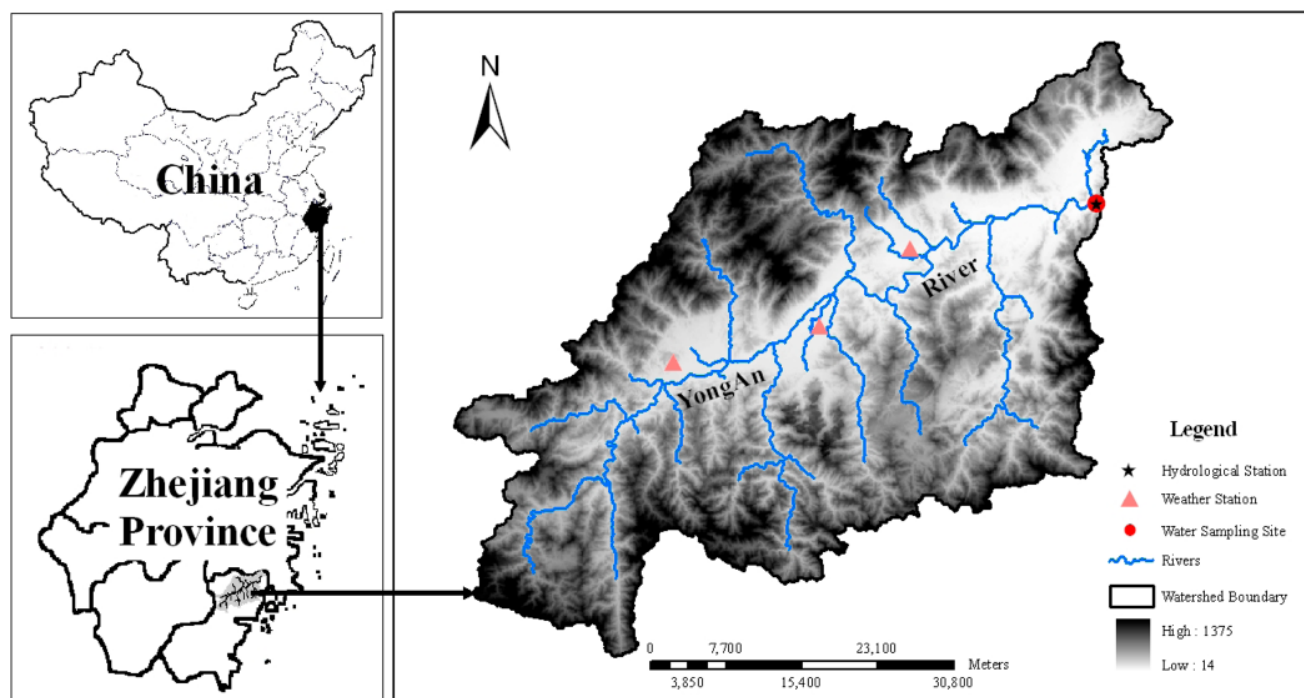 China
Zhejiang
Province
N
YongAn
River
Legend
Hydrological Station
Weather Station
Water Sampling Site
Rivers
Watershed Boundary
High : 1375
Low : 14
0 7,700 23,100
Meters
3,850 15,400 30,800